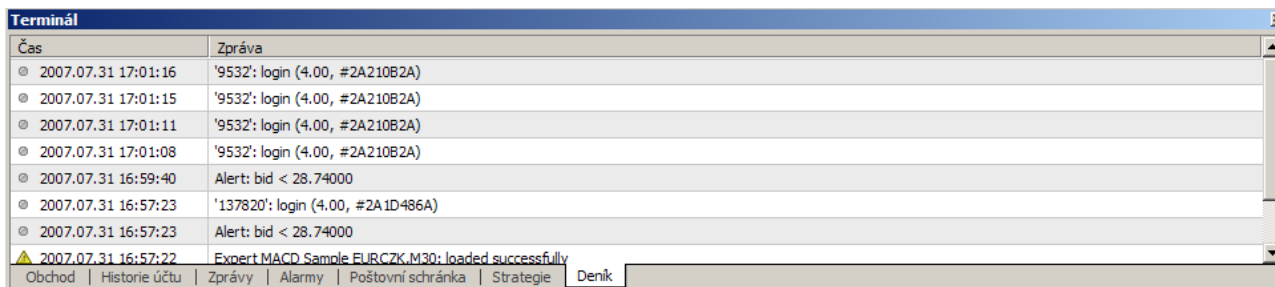 Terminál
Čas Zpráva
2007.07.31 17:01:16 '9532': login (4.00, #2A210B2A)
2007.07.31 17:01:15 '9532': login (4.00, #2A210B2A)
2007.07.31 17:01:11 '9532': login (4.00, #2A210B2A)
2007.07.31 17:01:08 '9532': login (4.00, #2A210B2A)
2007.07.31 16:59:40 Alert: bid < 28.74000
2007.07.31 16:57:23 '137820': login (4.00, #2A1D486A)
2007.07.31 16:57:23 Alert: bid < 28.74000
2007.07.31 16:57:22 Expert MACD Sample EURCZK,M30: loaded successfully
Obchod | Historie účtu | Zprávy | Alarmy | Poštovní schránka | Strategie | Deník